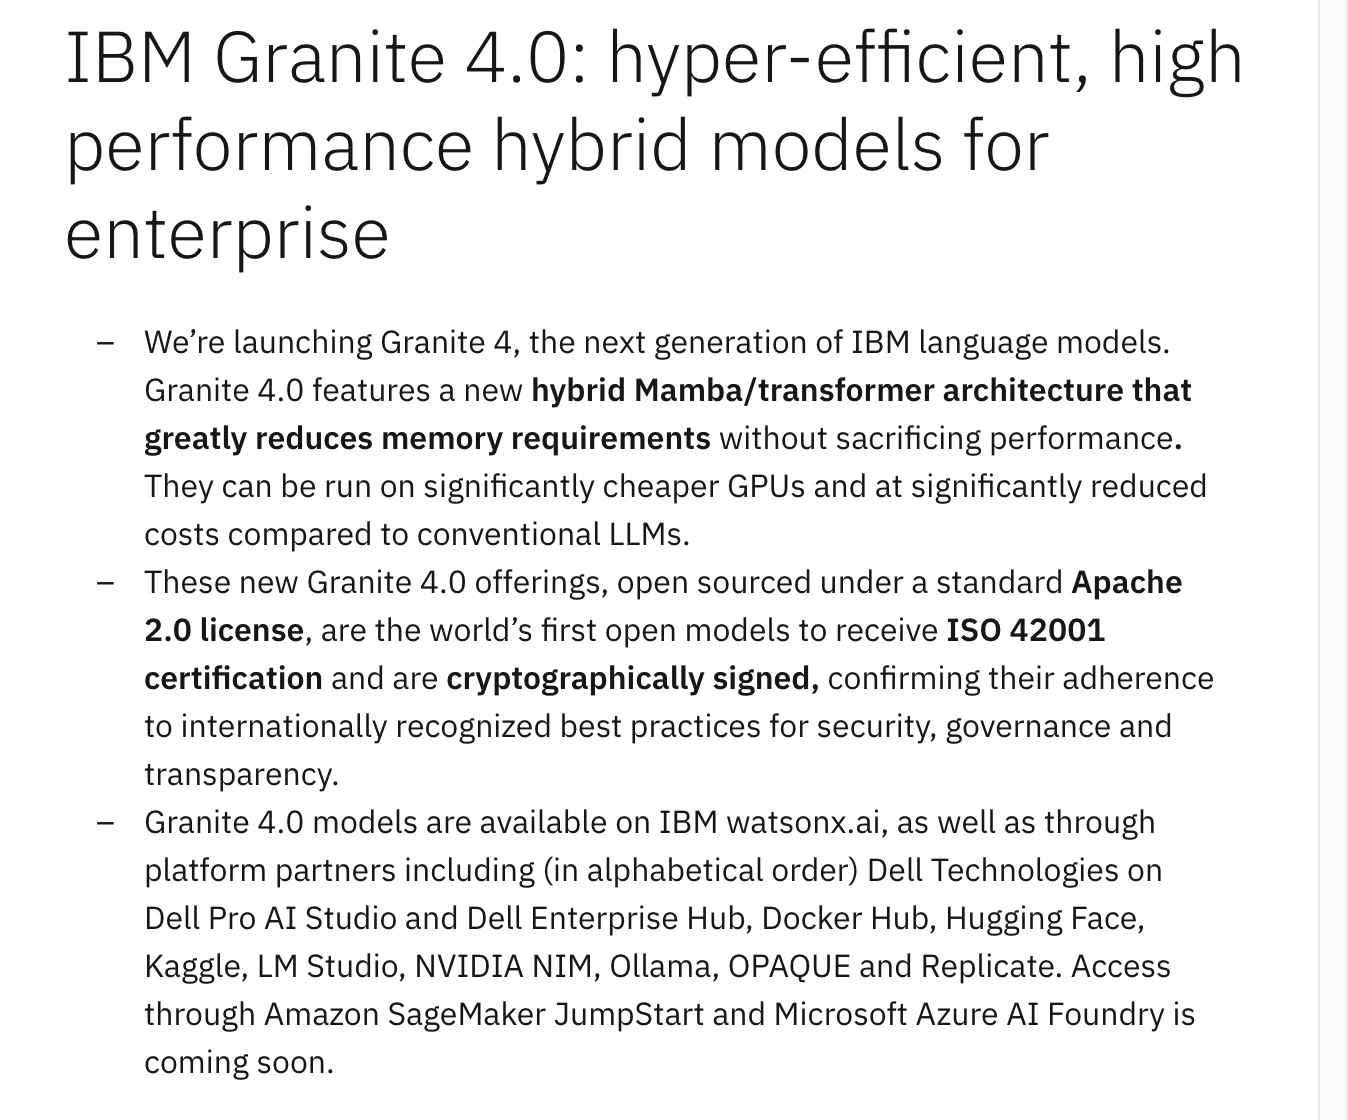 IBM Granite 4.0: hyper-efficient, high
performance hybrid models for
enterprise
– We’re launching Granite 4, the next generation of IBM language models.
Granite 4.0 features a new hybrid Mamba/transformer architecture that
greatly reduces memory requirements without sacrificing performance.
They can be run on significantly cheaper GPUs and at significantly reduced
costs compared to conventional LLMs.
– These new Granite 4.0 offerings, open sourced under a standard Apache
2.0 license, are the world’s first open models to receive ISO 42001
certification and are cryptographically signed, confirming their adherence
to internationally recognized best practices for security, governance and
transparency.
– Granite 4.0 models are available on IBM watsonx.ai, as well as through
platform partners including (in alphabetical order) Dell Technologies on
Dell Pro AI Studio and Dell Enterprise Hub, Docker Hub, Hugging Face,
Kaggle, LM Studio, NVIDIA NIM, Ollama, OPAQUE and Replicate. Access
through Amazon SageMaker JumpStart and Microsoft Azure AI Foundry is
coming soon.